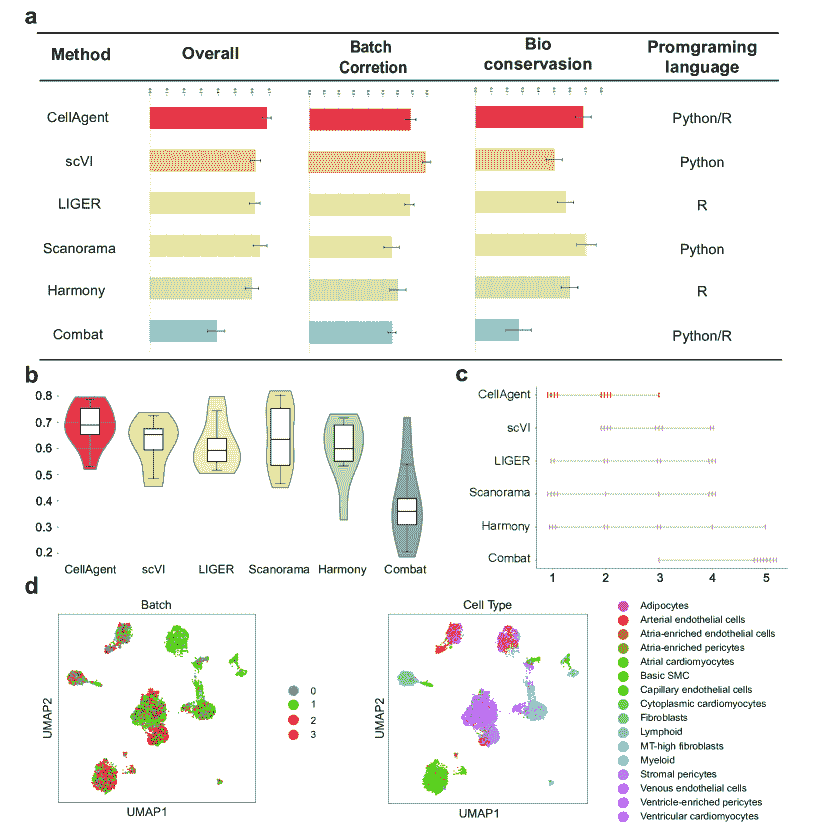 a
Method
Overall
Batch
Corretion
Bio
conservasion
Promgraming
language
CellAgent
Python/R
scVI
Python
LIGER
R
Scanorama
Python
Harmony
R
Combat
Python/R
b
0.8
0.7
0.6
0.5
0.4
0.3
0.2
CellAgent
scVI
LIGER
Scanorama
Harmony
Combat
c
CellAgent
scVI
LIGER
Scanorama
Harmony
Combat
1
2
3
4
5
d
Batch
UMAP2
UMAP1
0
1
2
3
Cell Type
UMAP2
UMAP1
Adipocytes
Arterial endothelial cells
Atria-enriched endothelial cells
Atria-enriched pericytes
Atrial cardiomyocytes
Basic SMC
Capillary endothelial cells
Cytoplasmic cardiomyocytes
Fibroblasts
Lymphoid
MT-high fibroblasts
Myeloid
Stromal pericytes
Venous endothelial cells
Ventricle-enriched pericytes
Ventricular cardiomyocytes